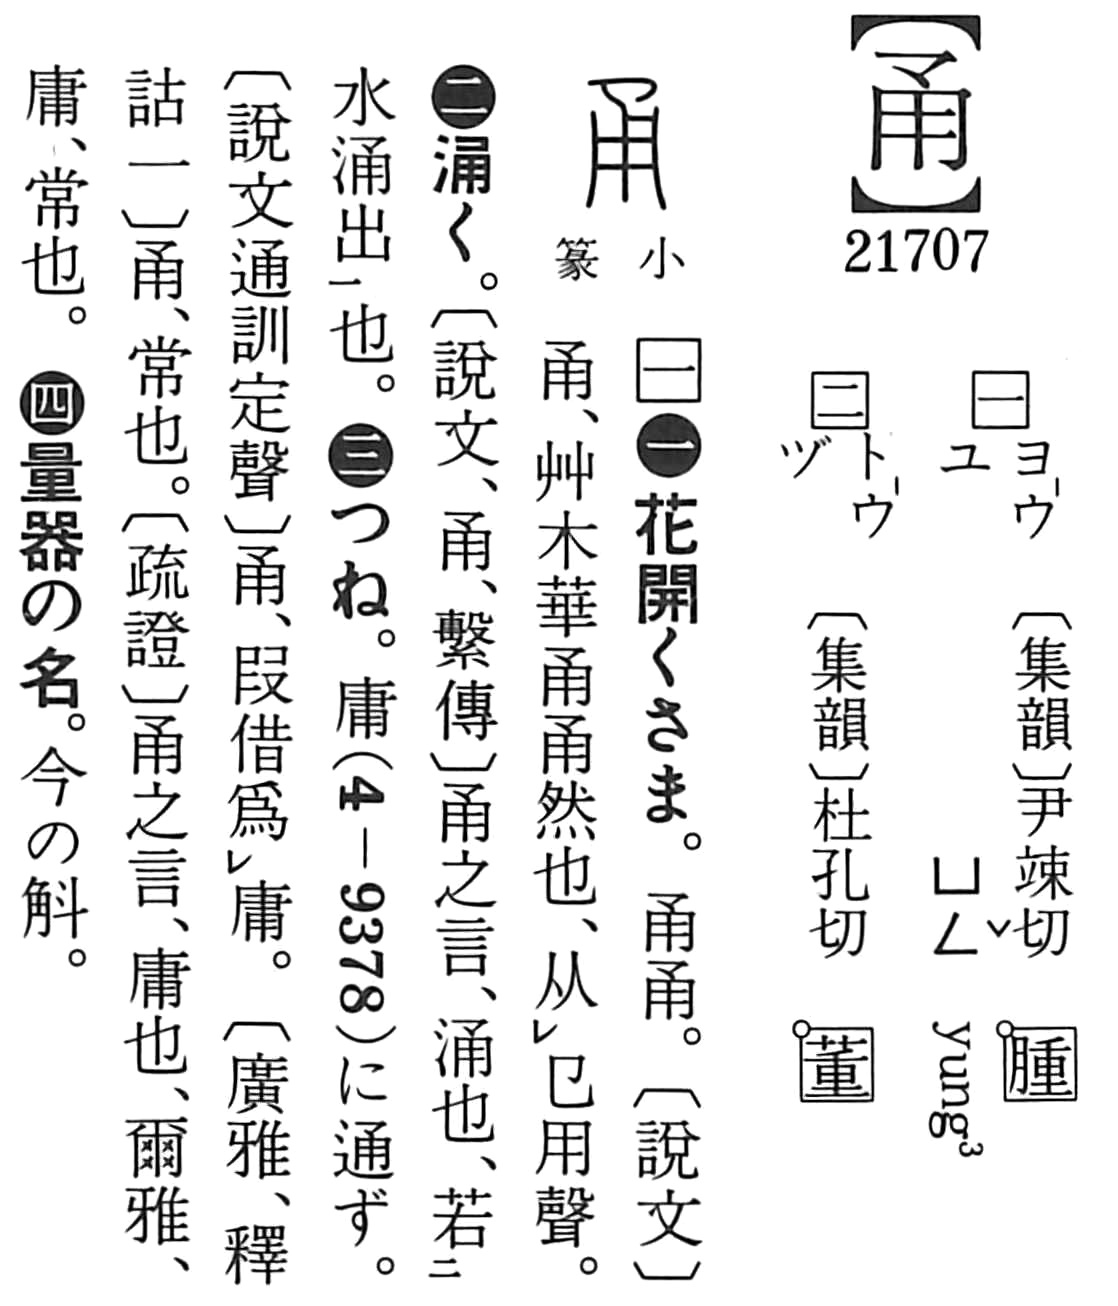 【甬】
21707
一 ヨウ ユ 〔集韻〕尹竦切 ㄩㄥˇ 腫 yung³
二 トウ ヅ 〔集韻〕杜孔切 董
甬 小篆
一 ❶花開くさま。甬甬。〔說文〕
甬、艸木華甬甬然也、从レ㔾用聲。
❷涌く。〔說文、甬、繫傳〕甬之言、涌也、若二
水涌出一也。❸つね。庸(4－9378)に通ず。
〔說文通訓定聲〕甬、叚借爲レ庸。〔廣雅、釋
詁一〕甬、常也。〔疏證〕甬之言、庸也、爾雅、
庸、常也。❹量器の名。今の斛。